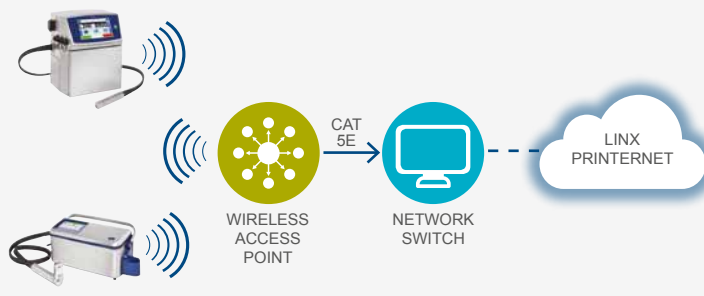 CAT
5E
LINX
PRINTERNET
WIRELESS
ACCESS
POINT
NETWORK
SWITCH